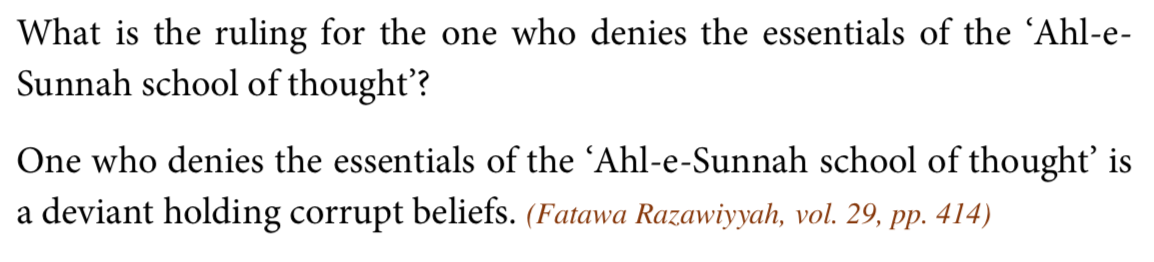 What is the ruling for the one who denies the essentials of the ‘Ahl-e-
Sunnah school of thought’?
One who denies the essentials of the ‘Ahl-e-Sunnah school of thought’ is
a deviant holding corrupt beliefs. (Fatawa Razawiyyah, vol. 29, pp. 414)